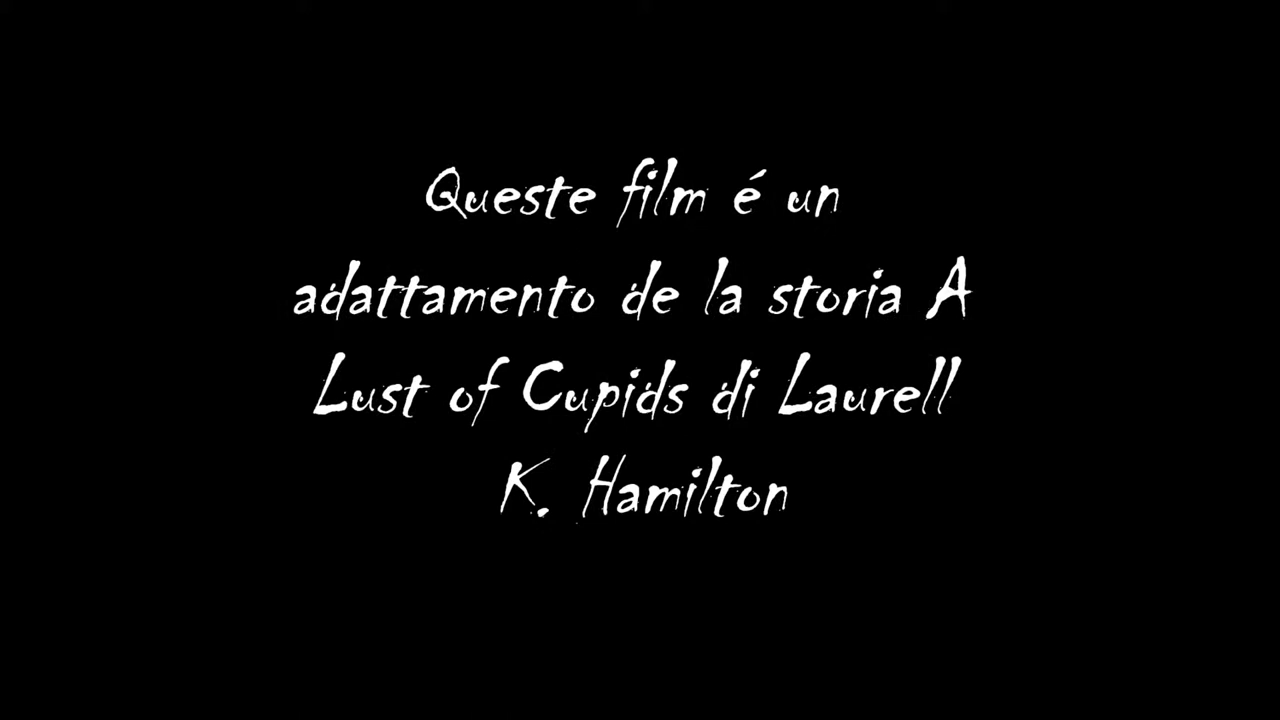 Queste film é un
adattamento de la storia A
Lust of Cupids di Laurell
K. Hamilton